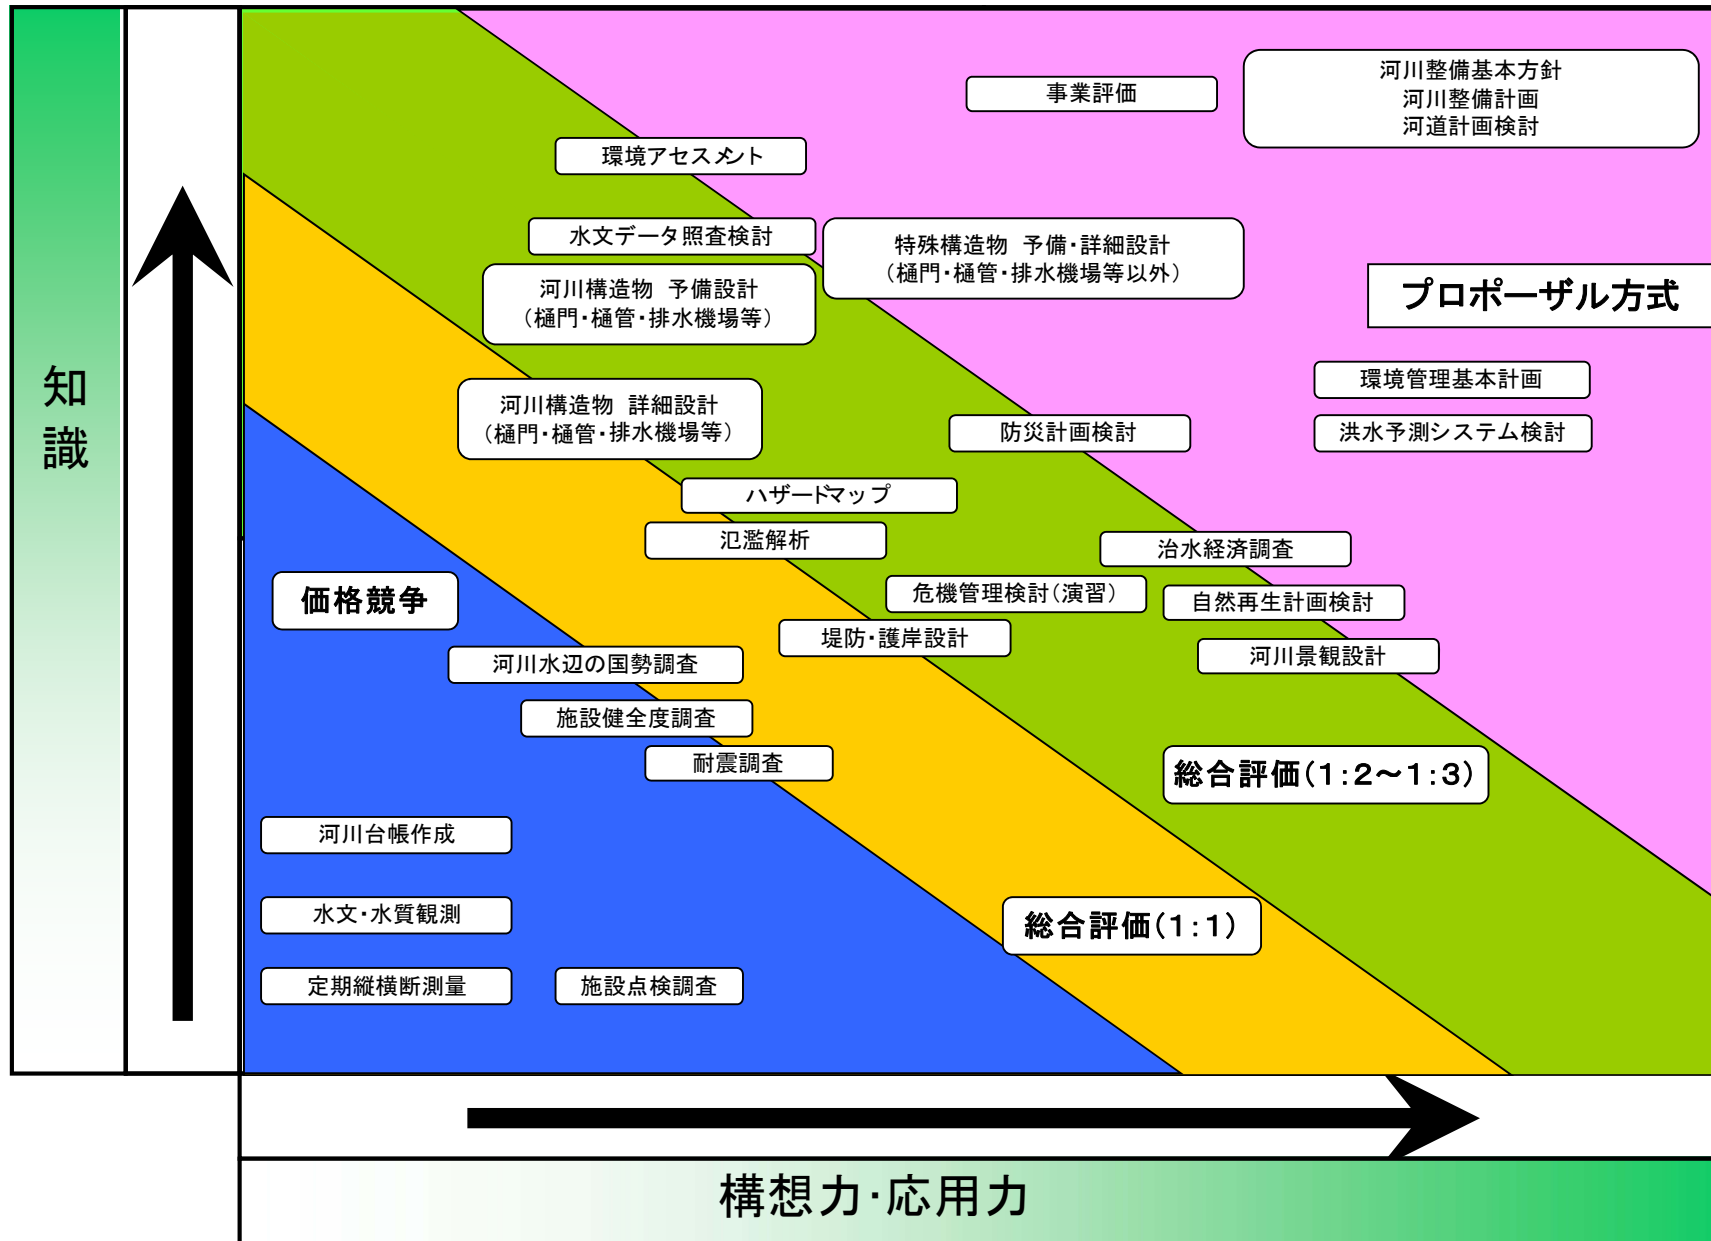 事業評価
河川整備基本方針
河川整備計画
河道計画検討
環境アセスメント
水文データ照査検討
特殊構造物 予備・詳細設計
（樋門・樋管・排水機場等以外）
河川構造物 予備設計
（樋門・樋管・排水機場等）
プロポーザル方式
知識
環境管理基本計画
河川構造物 詳細設計
（樋門・樋管・排水機場等）
防災計画検討
洪水予測システム検討
ハザードマップ
氾濫解析
治水経済調査
価格競争
危機管理検討（演習）
自然再生計画検討
堤防・護岸設計
河川景観設計
河川水辺の国勢調査
施設健全度調査
耐震調査
総合評価（１：２～１：３）
河川台帳作成
水文・水質観測
総合評価（１：１）
定期縦横断測量
施設点検調査
構想力・応用力